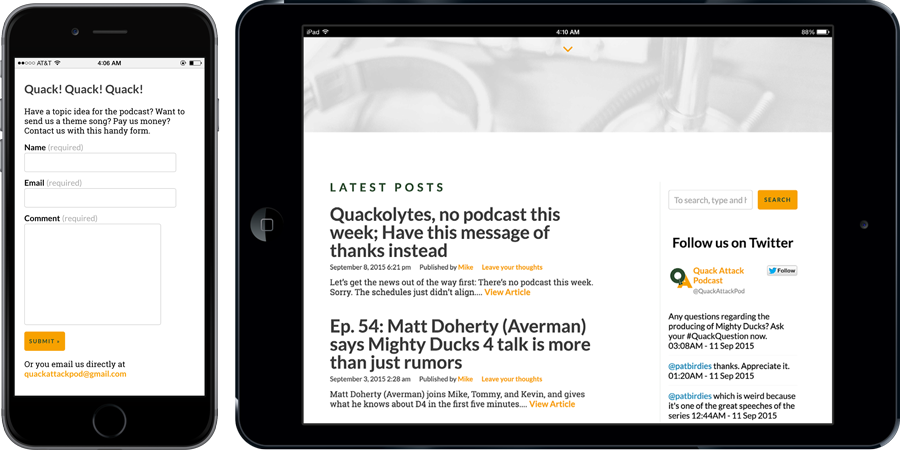 AT&T
4:06 AM
Quack! Quack! Quack!
Have a topic idea for the podcast? Want to
send us a theme song? Pay us money?
Contact us with this handy form.
Name (required)
Email (required)
Comment (required)
SUBMIT »
Or you email us directly at
quackattackpod@gmail.com
iPad
4:10 AM
88%
LATEST POSTS
Quackolytes, no podcast this
week; Have this message of
thanks instead
September 8, 2015 6:21 pm Published by Mike Leave your thoughts
Let's get the news out of the way first: There's no podcast this week.
Sorry. The schedules just didn't align.... View Article
Ep. 54: Matt Doherty (Averman)
says Mighty Ducks 4 talk is more
than just rumors
September 3, 2015 2:28 am Published by Mike Leave your thoughts
Matt Doherty (Averman) joins Mike, Tommy, and Kevin, and gives
what he knows about D4 in the first five minutes.... View Article
To search, type and h
SEARCH
Follow us on Twitter
Quack Attack
Podcast
@QuackAttackPod
Follow
Any questions regarding the
producing of Mighty Ducks? Ask
your #QuackQuestion now.
03:08AM - 11 Sep 2015
@patbirdies thanks. Appreciate it.
01:20AM - 11 Sep 2015
@patbirdies which is weird because
it's one of the great speeches of the
series 12:44AM - 11 Sep 2015